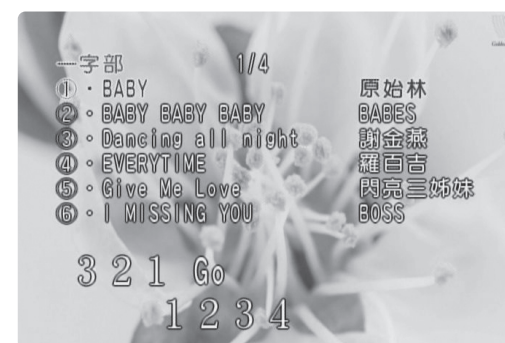 一字部 1/4
① · BABY 原始林
② · BABY BABY BABY BABES
③ · Dancing all night 謝金燕
④ · EVERYTIME 羅百吉
⑤ · Give Me Love 閃亮三姊妹
⑥ · I MISSING YOU BOSS
3 2 1 Go
1 2 3 4